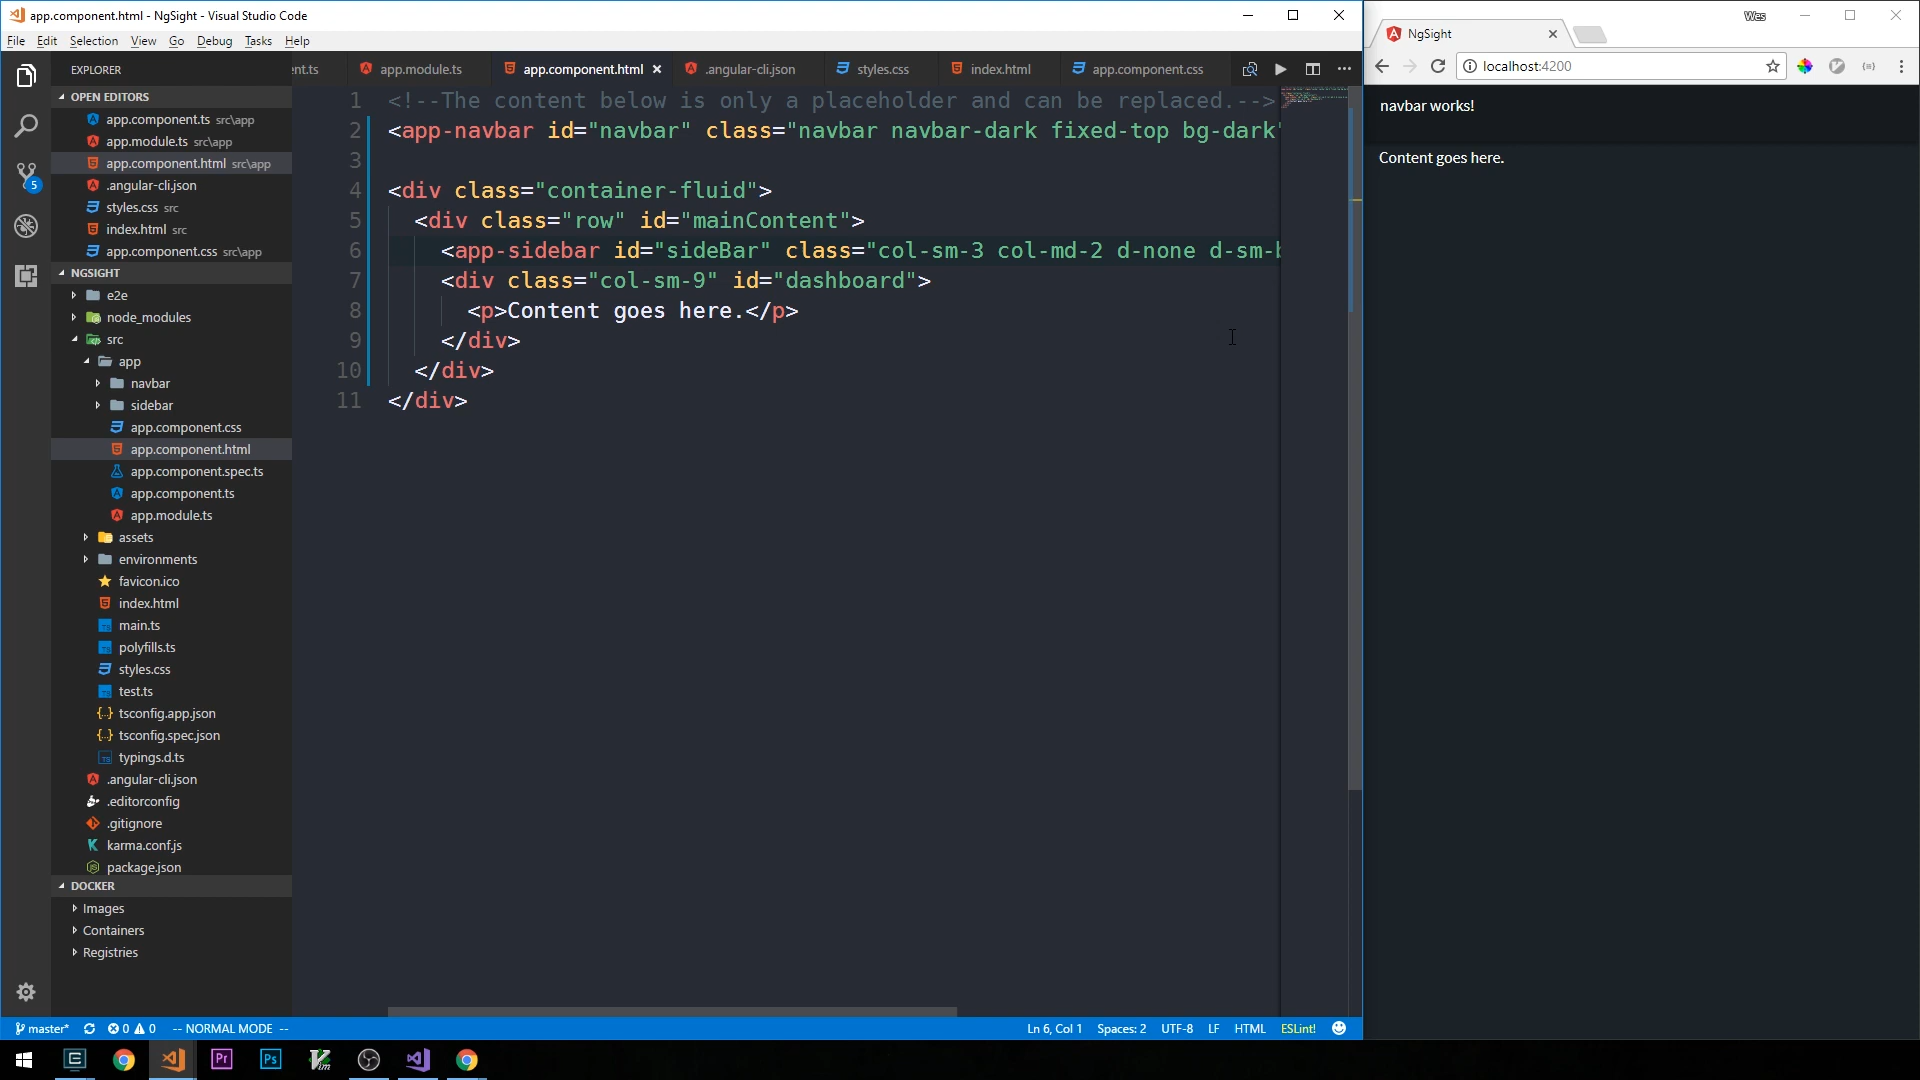 app.component.html - NgSight - Visual Studio Code
File Edit Selection View Go Debug Tasks Help
EXPLORER
OPEN EDITORS
app.component.ts src\app
app.module.ts src\app
app.component.html src\app
.angular-cli.json
styles.css src
index.html src
app.component.css src\app
NGSIGHT
e2e
node_modules
src
app
navbar
sidebar
app.component.css
app.component.html
app.component.spec.ts
app.component.ts
app.module.ts
assets
environments
favicon.ico
index.html
main.ts
polyfills.ts
styles.css
test.ts
tsconfig.app.json
tsconfig.spec.json
typings.d.ts
.angular-cli.json
.editorconfig
.gitignore
karma.conf.js
package.json
DOCKER
Images
Containers
Registries
5
ent.ts app.module.ts app.component.html .angular-cli.json styles.css index.html app.component.css
1 <!--The content below is only a placeholder and can be replaced.-->
2 <app-navbar id="navbar" class="navbar navbar-dark fixed-top bg-dark"
3
4 <div class="container-fluid">
5 <div class="row" id="mainContent">
6 <app-sidebar id="sideBar" class="col-sm-3 col-md-2 d-none d-sm-b
7 <div class="col-sm-9" id="dashboard">
8 <p>Content goes here.</p>
9 </div>
10 </div>
11 </div>
master* 0 0 -- NORMAL MODE -- Ln 6, Col 1 Spaces: 2 UTF-8 LF HTML ESLint!
Wes
NgSight
localhost:4200
navbar works!
Content goes here.
Pr Ps Vim